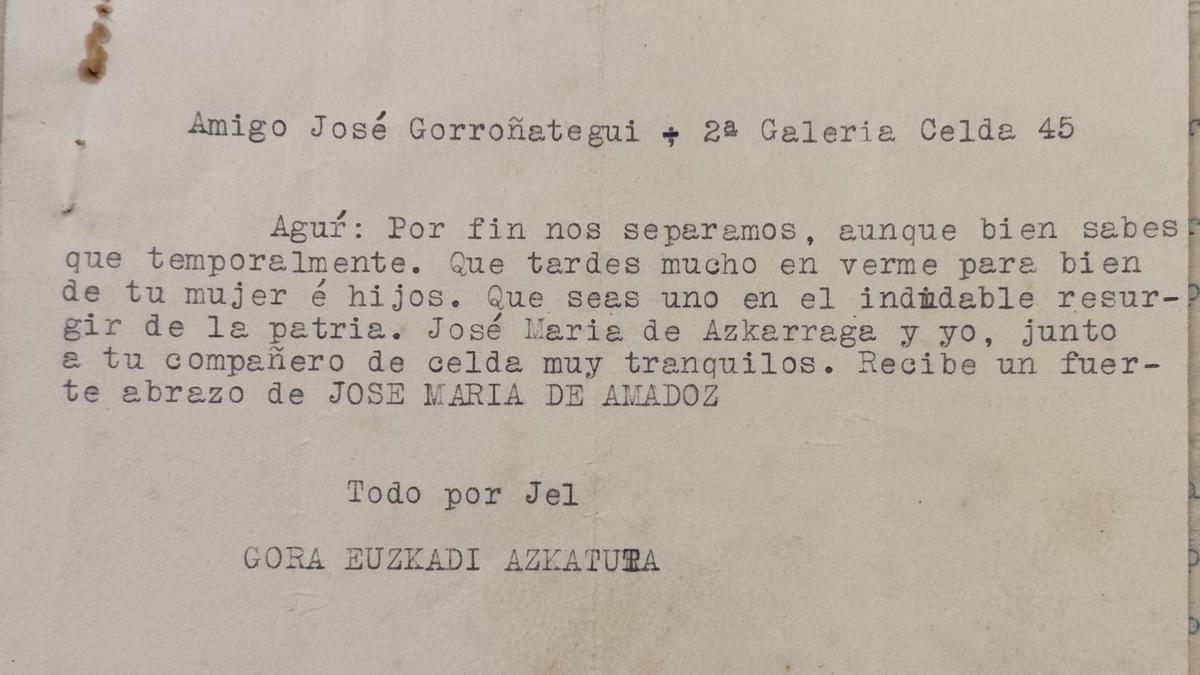 Amigo José Gorroñategui ÷ 2ª Galeria Celda 45
Aguŕ: Por fin nos separamos, aunque bien sabes
que temporalmente. Que tardes mucho en verme para bien
de tu mujer é hijos. Que seas uno en el indudable resur-
gir de la patria. José Maria de Azkarraga y yo, junto
a tu compañero de celda muy tranquilos. Recibe un fuer-
te abrazo de JOSE MARIA DE AMADOZ
Todo por Jel
GORA EUZKADI AZKATUTA